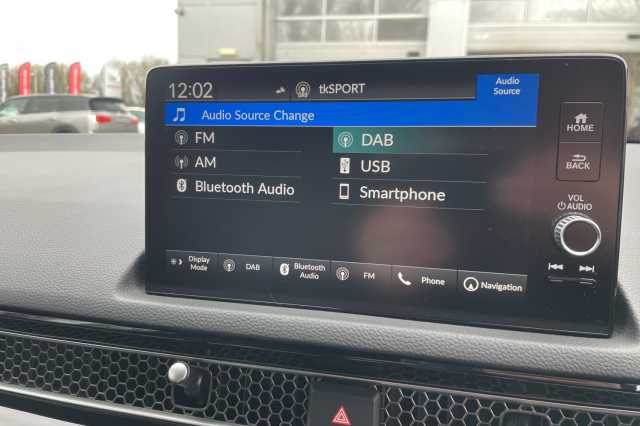 12:02
tkSPORT
Audio
Source
Audio Source Change
FM
DAB
AM
USB
Bluetooth Audio
Smartphone
HOME
BACK
VOL
AUDIO
Display
Mode
DAB
Bluetooth
Audio
FM
Phone
Navigation